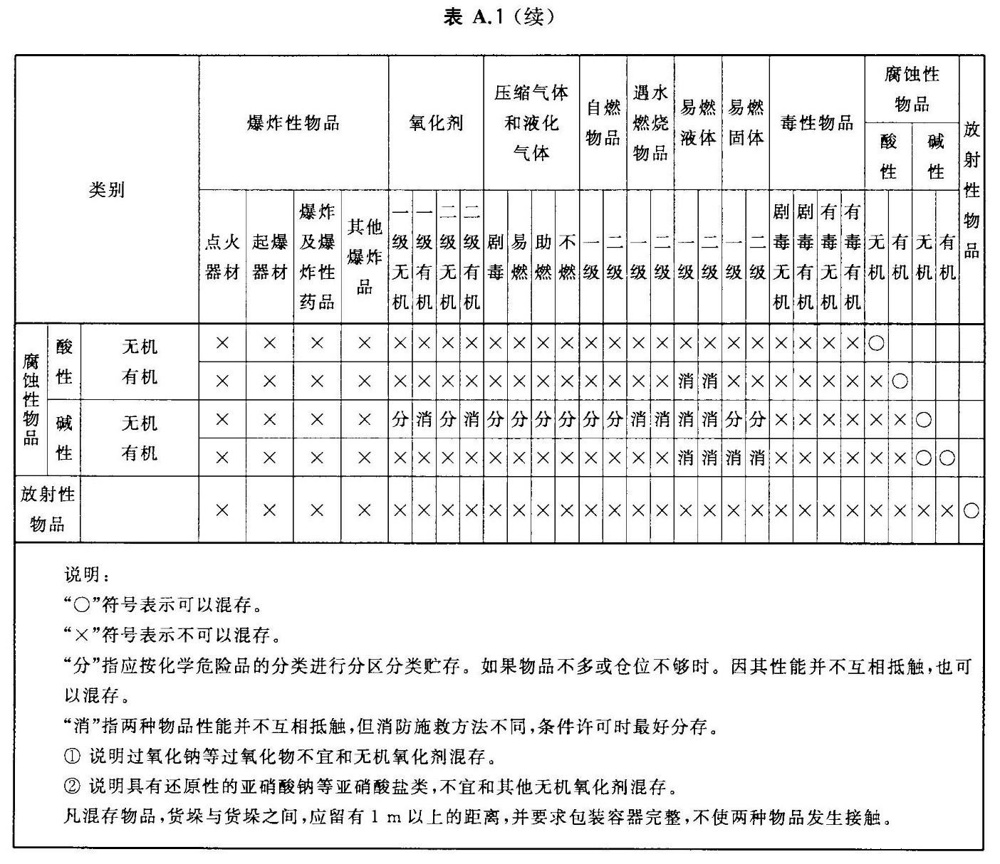 表 A.1（续）
类别
爆炸性物品
氧化剂
压缩气体
和液化
气体
自燃
物品
遇水
燃烧
物品
易燃
液体
易燃
固体
毒性物品
腐蚀性
物品
酸性
碱性
放射性物品
点火
器材
起爆
器材
爆炸
及爆
炸性
药品
其他
爆炸
品
一级无机
一级有机
二级无机
二级有机
剧毒
易燃
助燃
不燃
一级
二级
一级
二级
一级
二级
一级
二级
剧毒无机
剧毒有机
有毒无机
有毒有机
无机
有机
无机
有机
腐蚀性物品
酸性
无机 × × × × × × × × × × × × × × × × × × × × × × × × ○
有机 × × × × × × × × × × × × × × × × 消 消 × × × × × × × ○
碱性
无机 × × × × 分 消 分 消 分 分 分 分 分 分 消 消 消 消 分 分 × × × × × × ○
有机 × × × × × × × × × × × × × × × × 消 消 消 消 × × × × × × ○ ○
放射性
物品
× × × × × × × × × × × × × × × × × × × × × × × × × × × × ○
说明：
“○”符号表示可以混存。
“×”符号表示不可以混存。
“分”指应按化学危险品的分类进行分区分类贮存。如果物品不多或仓位不够时。因其性能并不互相抵触，也可
以混存。
“消”指两种物品性能并不互相抵触，但消防施救方法不同，条件许可时最好分存。
① 说明过氧化钠等过氧化物不宜和无机氧化剂混存。
② 说明具有还原性的亚硝酸钠等亚硝酸盐类，不宜和其他无机氧化剂混存。
凡混存物品，货垛与货垛之间，应留有 1 m 以上的距离，并要求包装容器完整，不使两种物品发生接触。